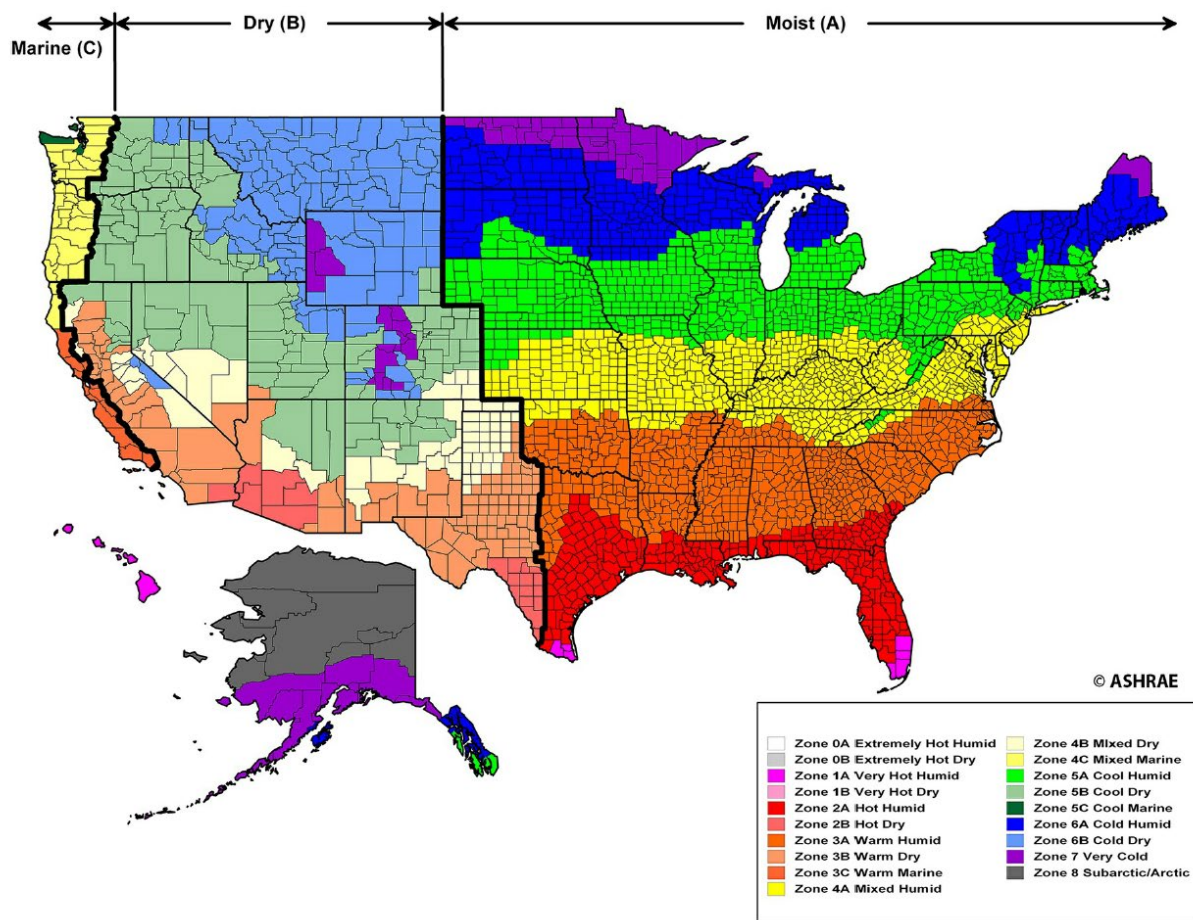 Dry (B)
Moist (A)
Marine (C)
© ASHRAE
Zone 0A Extremely Hot Humid
Zone 0B Extremely Hot Dry
Zone 1A Very Hot Humid
Zone 1B Very Hot Dry
Zone 2A Hot Humid
Zone 2B Hot Dry
Zone 3A Warm Humid
Zone 3B Warm Dry
Zone 3C Warm Marine
Zone 4A Mixed Humid
Zone 4B MIxed Dry
Zone 4C Mixed Marine
Zone 5A Cool Humid
Zone 5B Cool Dry
Zone 5C Cool Marine
Zone 6A Cold Humid
Zone 6B Cold Dry
Zone 7 Very Cold
Zone 8 Subarctic/Arctic